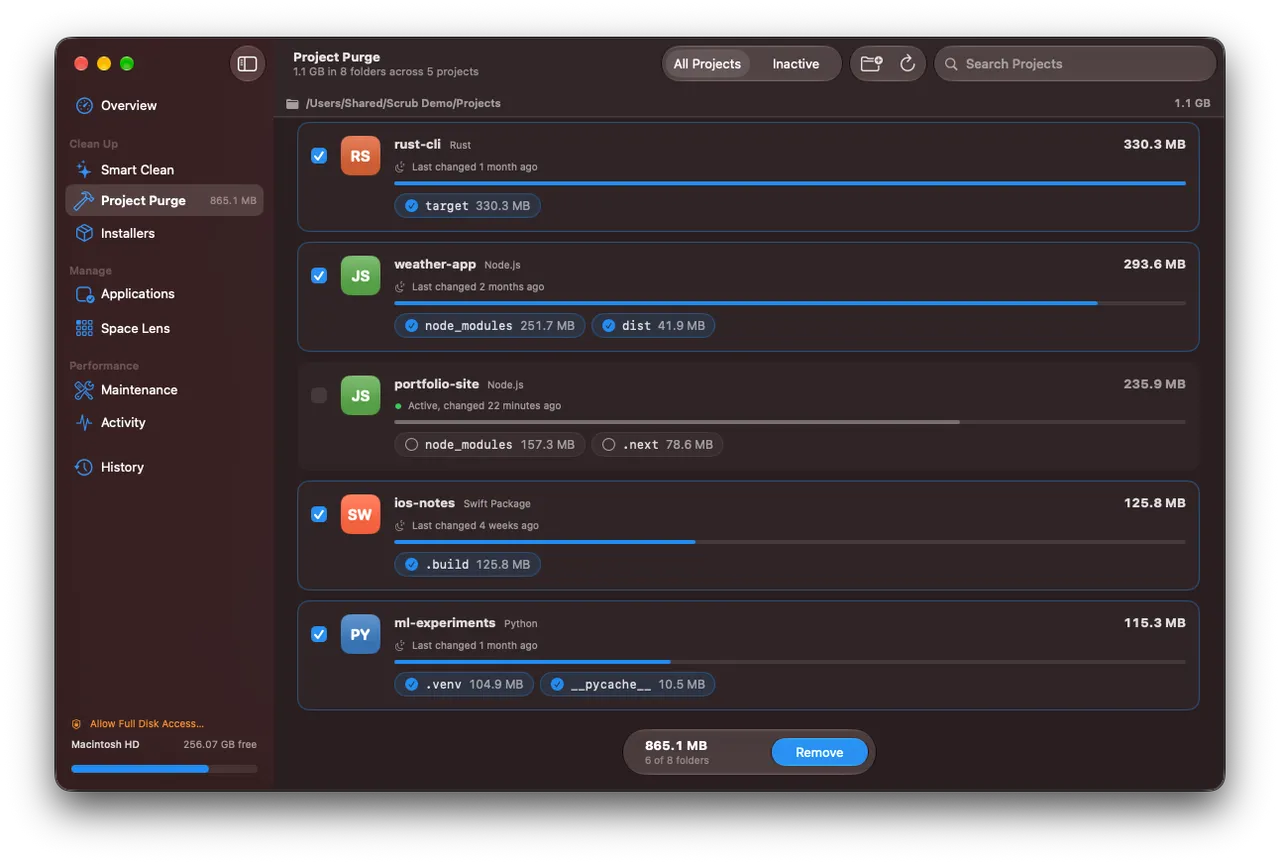 Project Purge
1.1 GB in 8 folders across 5 projects
All Projects
Inactive
Search Projects
Overview
Clean Up
Smart Clean
Project Purge 865.1 MB
Installers
Manage
Applications
Space Lens
Performance
Maintenance
Activity
History
Allow Full Disk Access...
Macintosh HD 256.07 GB free
/Users/Shared/Scrub Demo/Projects 1.1 GB
RS
rust-cli Rust 330.3 MB
Last changed 1 month ago
target 330.3 MB
JS
weather-app Node.js 293.6 MB
Last changed 2 months ago
node_modules 251.7 MB dist 41.9 MB
JS
portfolio-site Node.js 235.9 MB
Active, changed 22 minutes ago
node_modules 157.3 MB .next 78.6 MB
SW
ios-notes Swift Package 125.8 MB
Last changed 4 weeks ago
.build 125.8 MB
PY
ml-experiments Python 115.3 MB
Last changed 1 month ago
.venv 104.9 MB __pycache__ 10.5 MB
865.1 MB
6 of 8 folders
Remove